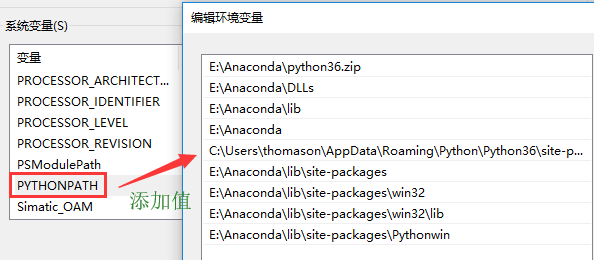 系统变量(S)
变量
PROCESSOR_ARCHITECT...
PROCESSOR_IDENTIFIER
PROCESSOR_LEVEL
PROCESSOR_REVISION
PSModulePath
PYTHONPATH
Simatic_OAM
添加值
编辑环境变量
E:\Anaconda\python36.zip
E:\Anaconda\DLLs
E:\Anaconda\lib
E:\Anaconda
C:\Users\thomason\AppData\Roaming\Python\Python36\site-p...
E:\Anaconda\lib\site-packages
E:\Anaconda\lib\site-packages\win32
E:\Anaconda\lib\site-packages\win32\lib
E:\Anaconda\lib\site-packages\Pythonwin